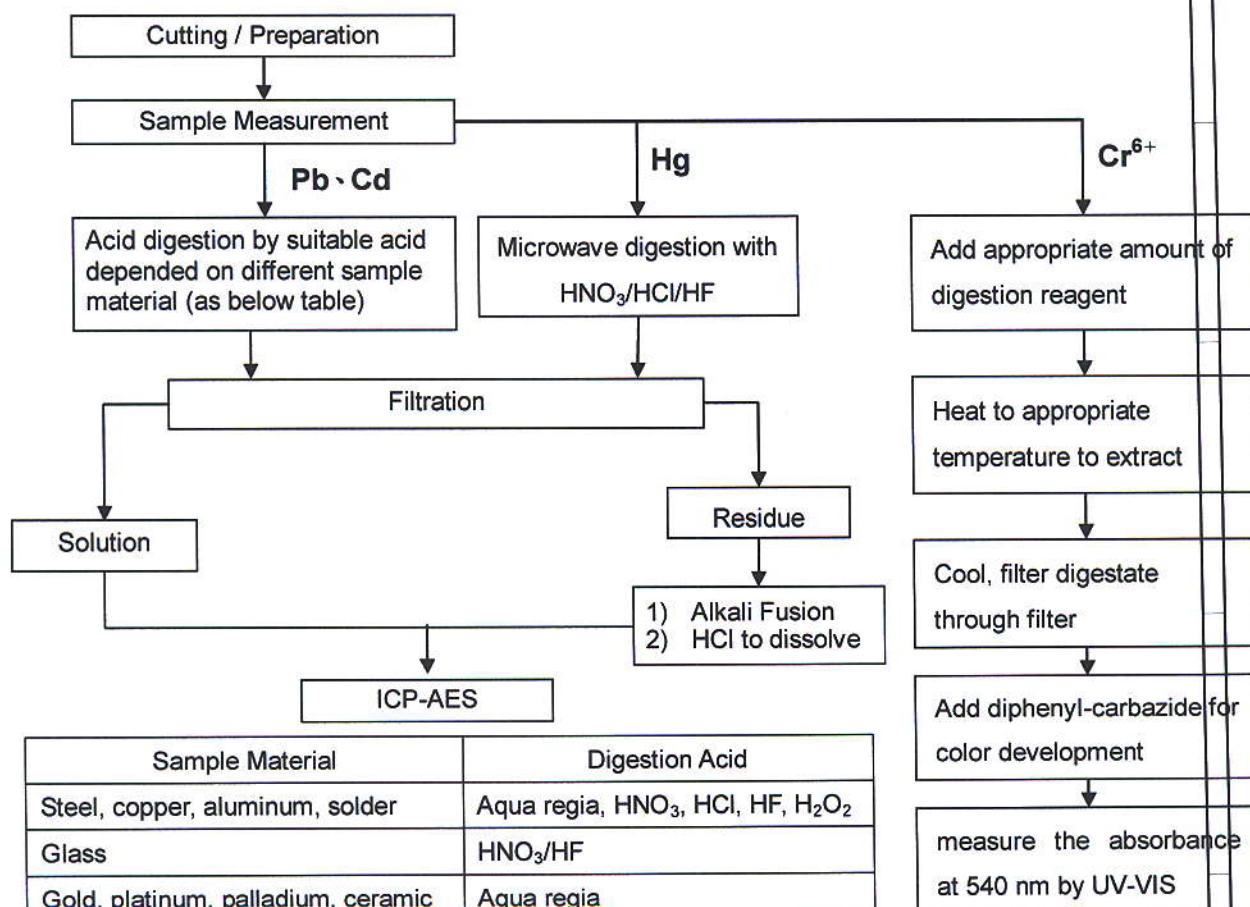 Cutting / Preparation
Sample Measurement
Pb、Cd
Hg
Cr⁶⁺
Acid digestion by suitable acid
depended on different sample
material (as below table)
Microwave digestion with
HNO₃/HCl/HF
Add appropriate amount of
digestion reagent
Filtration
Heat to appropriate
temperature to extract
Solution
Residue
1) Alkali Fusion
2) HCl to dissolve
Cool, filter digestate
through filter
ICP-AES
Add diphenyl-carbazide for
color development
Sample Material Digestion Acid
Steel, copper, aluminum, solder Aqua regia, HNO₃, HCl, HF, H₂O₂
Glass HNO₃/HF
Gold, platinum, palladium, ceramic Aqua regia
measure the absorbance
at 540 nm by UV-VIS